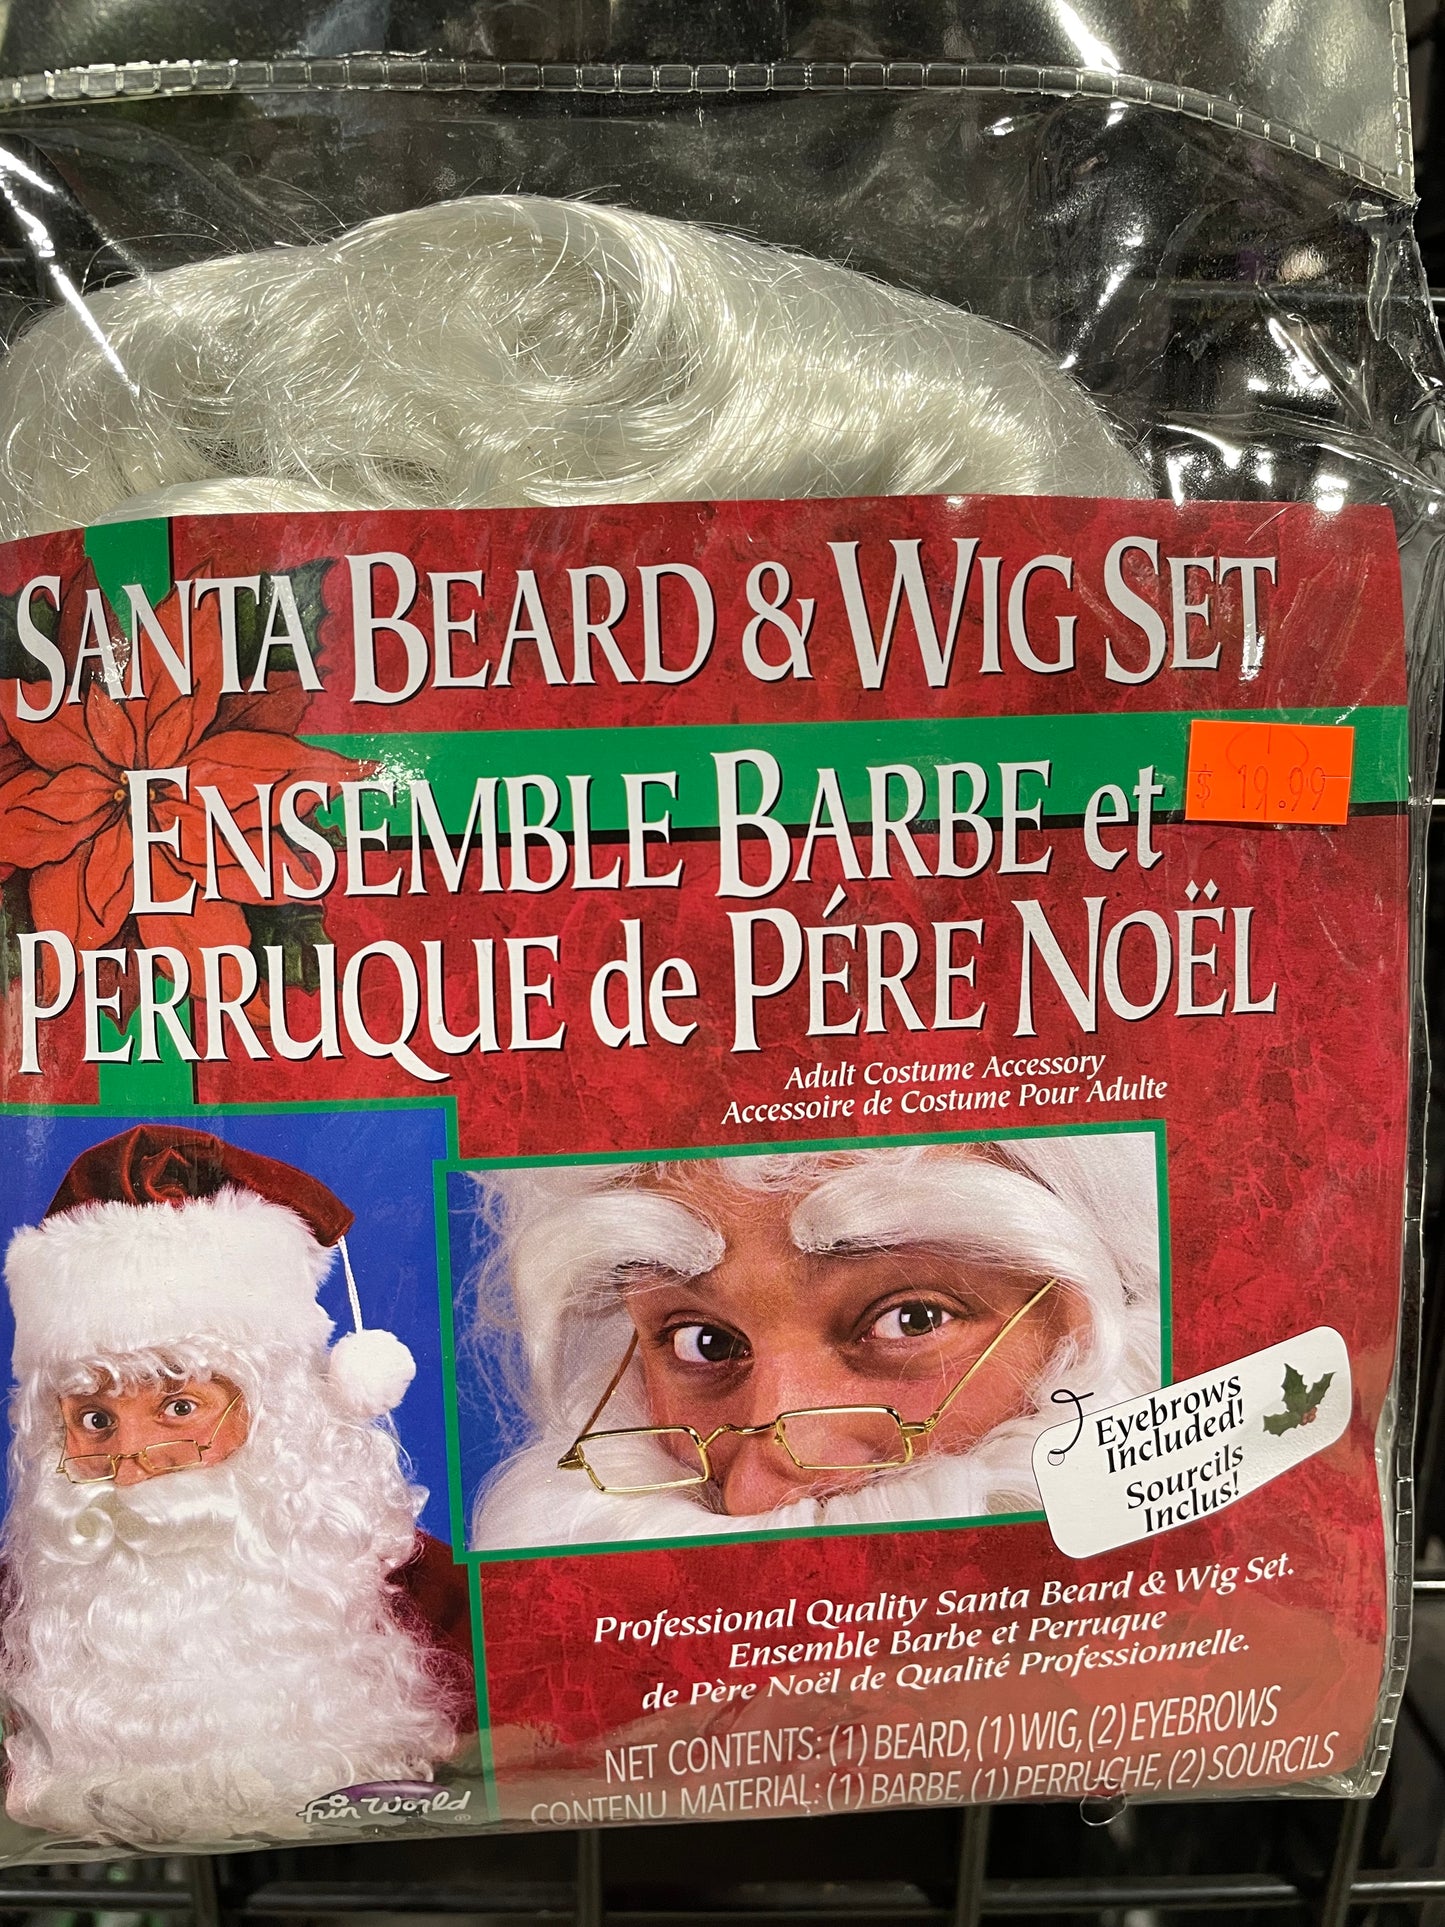 SANTA BEARD & WIG SET
$ 19.99
ENSEMBLE BARBE et
PERRUQUE de PÉRE NOËL
Adult Costume Accessory
Accessoire de Costume Pour Adulte
Eyebrows
Included!
Sourcils
Inclus!
Professional Quality Santa Beard & Wig Set.
Ensemble Barbe et Perruque
de Père Noël de Qualité Professionnelle.
NET CONTENTS: (1) BEARD, (1) WIG, (2) EYEBROWS
CONTENU MATERIAL: (1) BARBE, (1) PERRUCHE, (2) SOURCILS
fun world ®